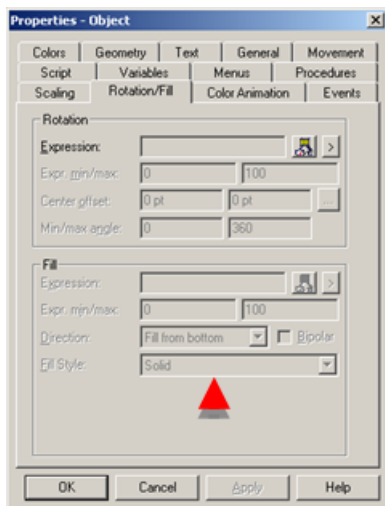 Properties - Object
Colors Geometry Text General Movement
Script Variables Menus Procedures
Scaling Rotation/Fill Color Animation Events
Rotation
Expression: >
Expr. min/max: 0 100
Center offset: 0 pt 0 pt ...
Min/max angle: 0 360
Fill
Expression: >
Expr. min/max: 0 100
Direction: Fill from bottom Bipolar
Fill Style: Solid
OK Cancel Apply Help